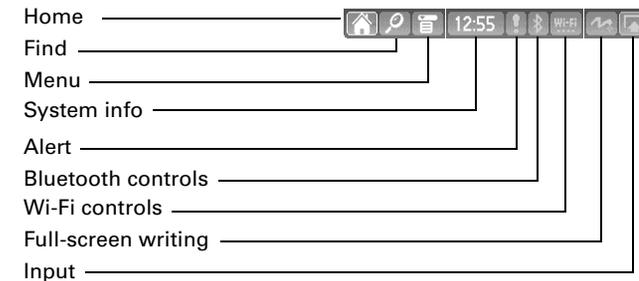 Home
12:55
Wi-Fi
Find
Menu
System info
Alert
Bluetooth controls
Wi-Fi controls
Full-screen writing
Input